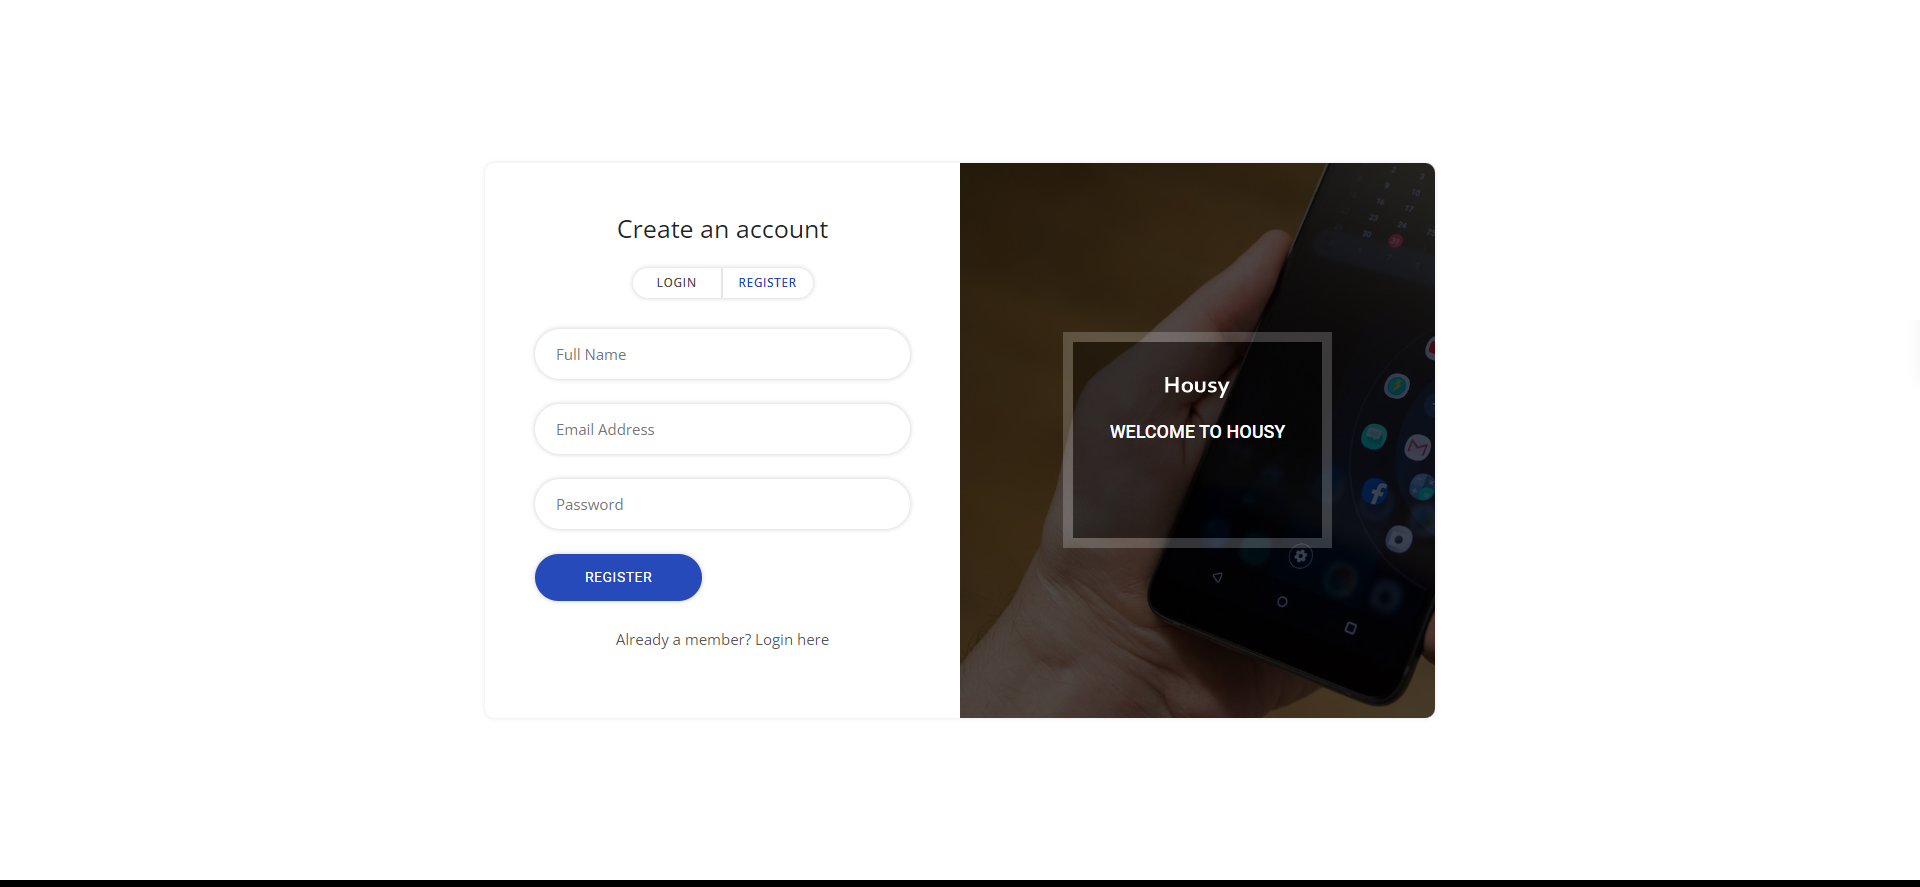 Create an account
LOGIN
REGISTER
Full Name
Email Address
Password
REGISTER
Already a member? Login here
Housy
WELCOME TO HOUSY